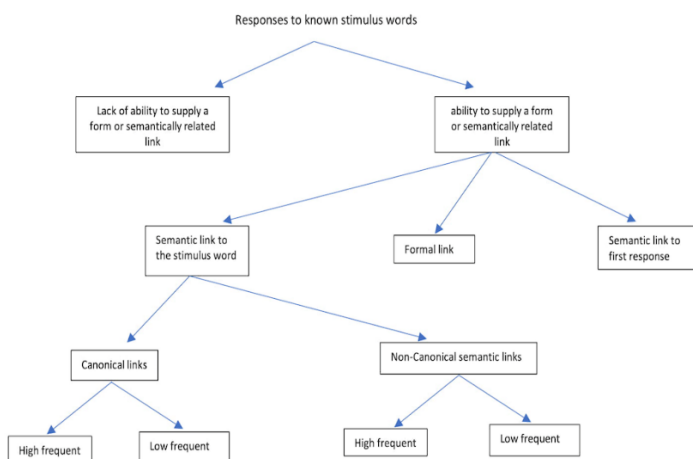 Responses to known stimulus words
Lack of ability to supply a
form or semantically related
link
ability to supply a form
or semantically related
link
Semantic link to
the stimulus word
Formal link
Semantic link to
first response
Canonical links
Non-Canonical semantic links
High frequent
Low frequent
High frequent
Low frequent